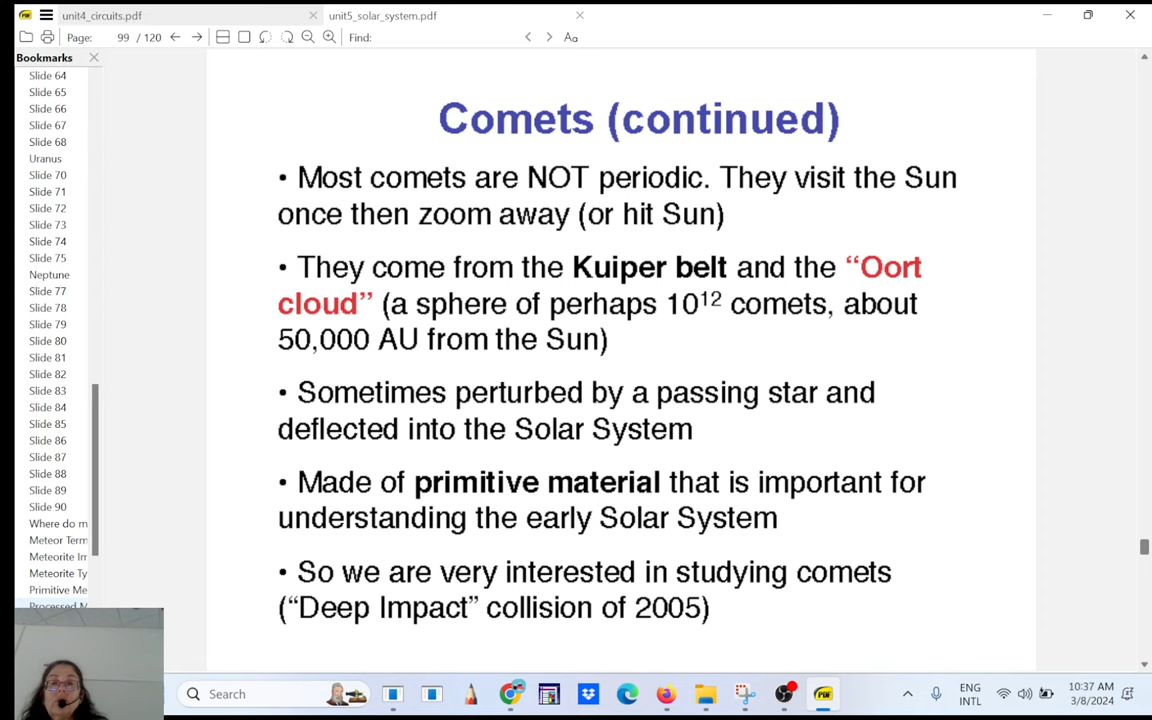 unit4_circuits.pdf
unit5_solar_system.pdf
Page: 99 / 120
Find:
Aa
Bookmarks
Slide 64
Slide 65
Slide 66
Slide 67
Slide 68
Uranus
Slide 70
Slide 71
Slide 72
Slide 73
Slide 74
Slide 75
Neptune
Slide 77
Slide 78
Slide 79
Slide 80
Slide 81
Slide 82
Slide 83
Slide 84
Slide 85
Slide 86
Slide 87
Slide 88
Slide 89
Slide 90
Where do m
Meteor Term
Meteorite Im
Meteorite Ty
Primitive Me
Processed M
Comets (continued)
• Most comets are NOT periodic. They visit the Sun
once then zoom away (or hit Sun)
• They come from the Kuiper belt and the “Oort
cloud” (a sphere of perhaps 10¹² comets, about
50,000 AU from the Sun)
• Sometimes perturbed by a passing star and
deflected into the Solar System
• Made of primitive material that is important for
understanding the early Solar System
• So we are very interested in studying comets
(“Deep Impact” collision of 2005)
Search
PDF
ENG
INTL
10:37 AM
3/8/2024